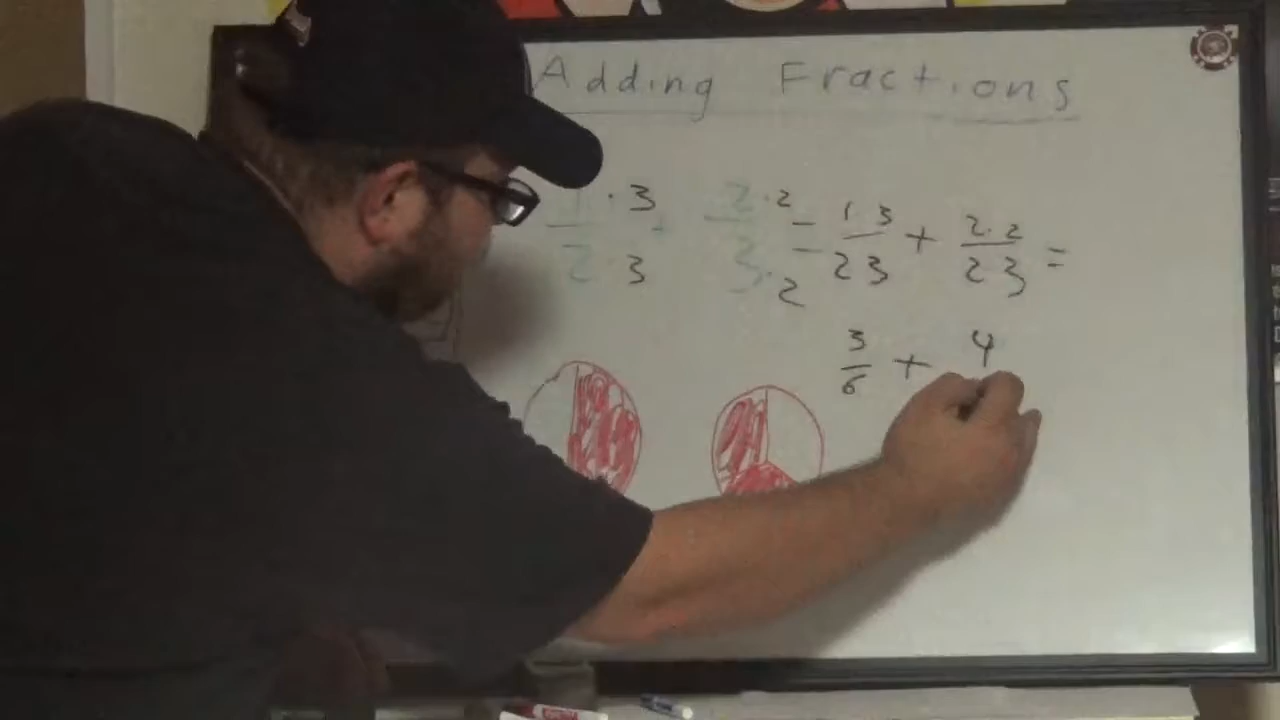 Adding Fractions
1 · 3 + 2 · 2 = 1 3 + 2 · 2 =
2 · 3 3 · 2 2 3 2 3
3 + 4
6